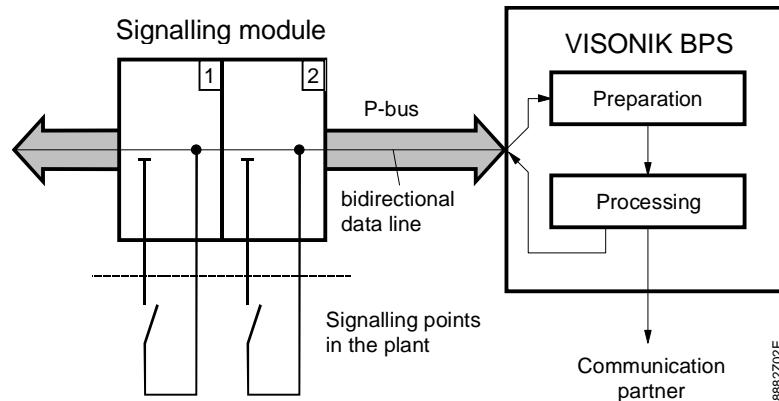 Signalling module
VISONIK BPS
1
2
P-bus
Preparation
bidirectional
data line
Processing
Signalling points
in the plant
Communication
partner
8882Z02E